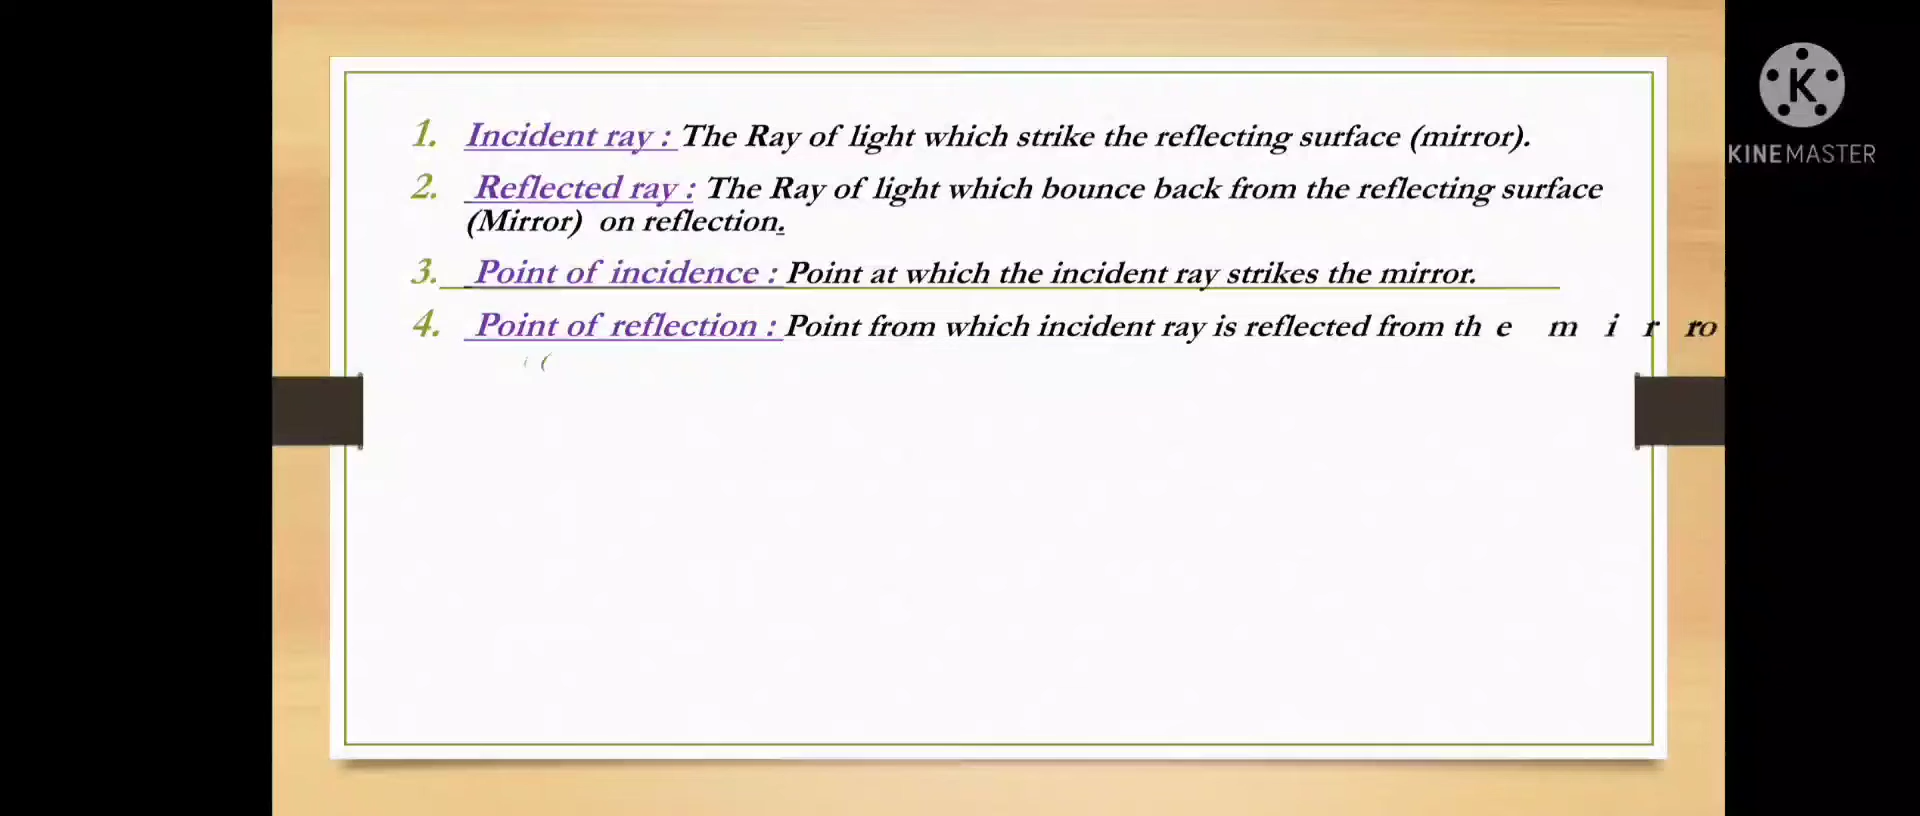 1. Incident ray : The Ray of light which strike the reflecting surface (mirror).
2. Reflected ray : The Ray of light which bounce back from the reflecting surface
(Mirror) on reflection.
3. Point of incidence : Point at which the incident ray strikes the mirror.
4. Point of reflection : Point from which incident ray is reflected from th e m i r ro
KINEMASTER